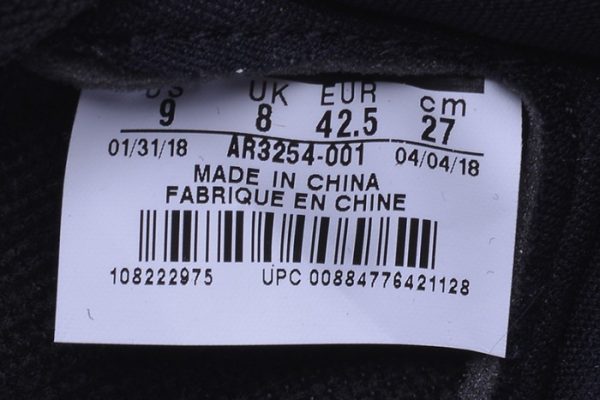 US UK EUR cm
9 8 42.5 27
01/31/18 AR3254-001 04/04/18
MADE IN CHINA
FABRIQUE EN CHINE
108222975 UPC 00884776421128